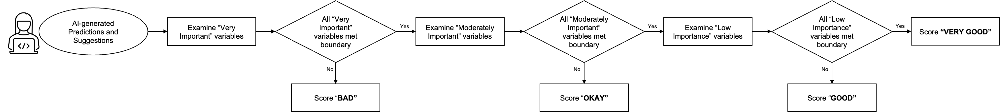 </>
AI-generated
Predictions and
Suggestions
Examine “Very
Important” variables
All “Very
Important”
variables met
boundary
Yes
No
Score “BAD”
Examine “Moderately
Important” variables
All “Moderately
Important”
variables met
boundary
Yes
No
Score “OKAY”
Examine “Low
Importance” variables
All “Low
Importance”
variables met
boundary
Yes
No
Score “GOOD”
Score “VERY GOOD”